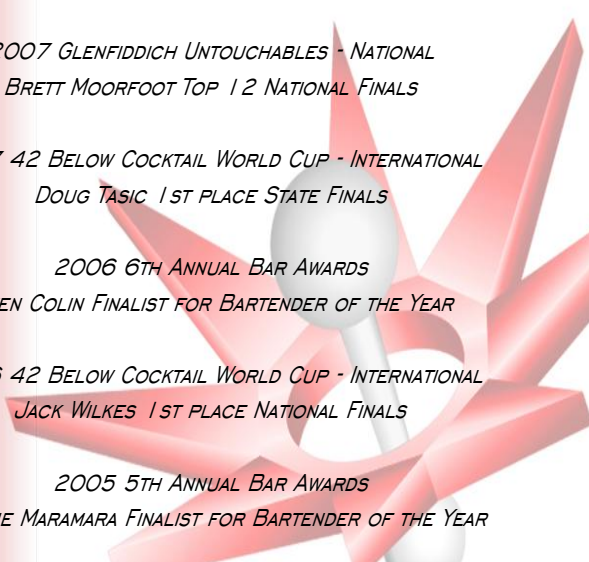 2007 Glenfiddich Untouchables - National
Brett Moorfoot Top 12 National Finals
42 Below Cocktail World Cup - International
Doug Tasic 1st place State Finals
2006 6th Annual Bar Awards
Colin Finalist for Bartender of the Year
42 Below Cocktail World Cup - International
Jack Wilkes 1st place National Finals
2005 5th Annual Bar Awards
Maramara Finalist for Bartender of the Year